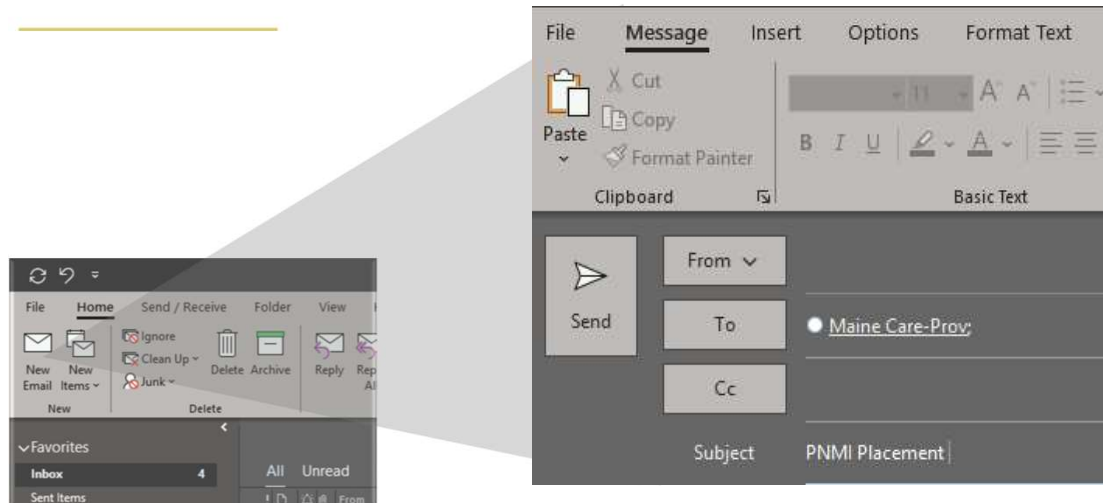 File Message Insert Options Format Text
Cut
Copy
Paste
Format Painter
11 A A
B I U A
Clipboard Basic Text
From
Send To Maine Care-Prov;
Cc
Subject PNMI Placement
File Home Send / Receive Folder View
Ignore
Clean Up
Junk
New Email
New Items
Delete Archive Reply
New Delete
Favorites
Inbox 4 All Unread
Sent Items From